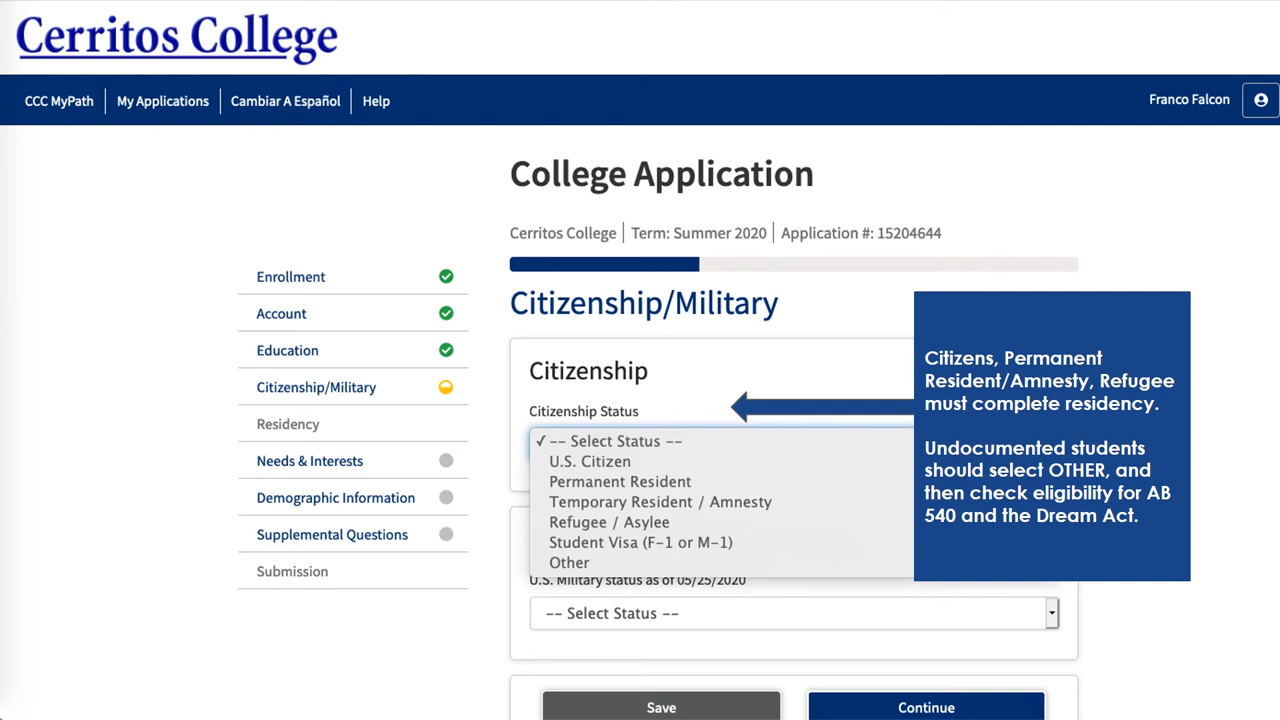 Cerritos College
CCC MyPath
My Applications
Cambiar A Español
Help
Franco Falcon
College Application
Cerritos College
Term: Summer 2020
Application #: 15204644
Enrollment
Account
Education
Citizenship/Military
Residency
Needs & Interests
Demographic Information
Supplemental Questions
Submission
Citizenship/Military
Citizenship
Citizenship Status
✓ -- Select Status --
U.S. Citizen
Permanent Resident
Temporary Resident / Amnesty
Refugee / Asylee
Student Visa (F-1 or M-1)
Other
U.S. Military status as of 05/25/2020
-- Select Status --
Save
Continue
Citizens, Permanent
Resident/Amnesty, Refugee
must complete residency.
Undocumented students
should select OTHER, and
then check eligibility for AB
540 and the Dream Act.